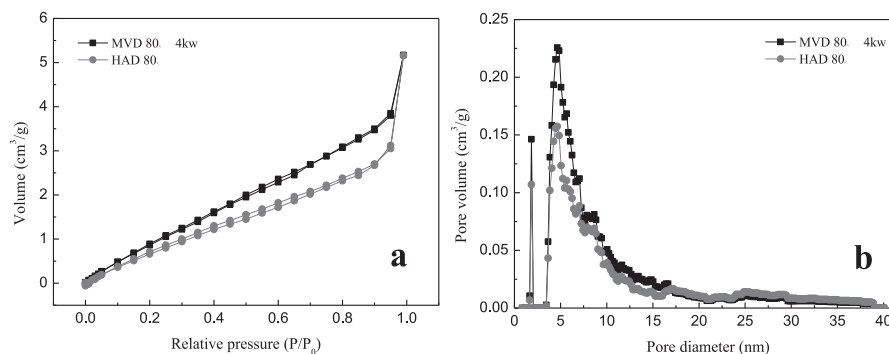 6
5
4
3
2
1
0
Volume (cm³/g)
MVD 80. 4kw
HAD 80.
a
0.0 0.2 0.4 0.6 0.8 1.0
Relative pressure (P/P₀)
0.25
0.20
0.15
0.10
0.05
0.00
Pore volume (cm³/g)
MVD 80. 4kw
HAD 80.
b
0 5 10 15 20 25 30 35 40
Pore diameter (nm)